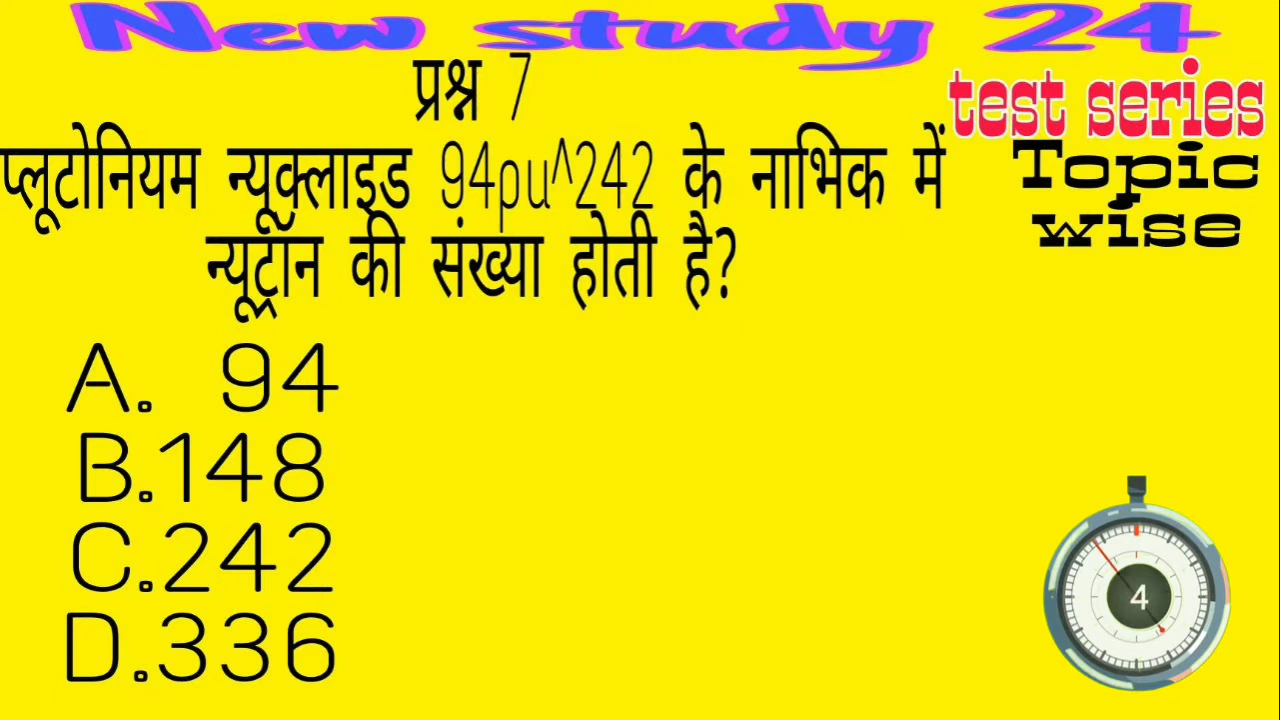 New study 24
प्रश्न 7
test series
Topic
wise
प्लूटोनियम न्यूक्लाइड 94pu^242 के नाभिक में
न्यूट्रॉन की संख्या होती है?
A. 94
B.148
C.242
D.336
4